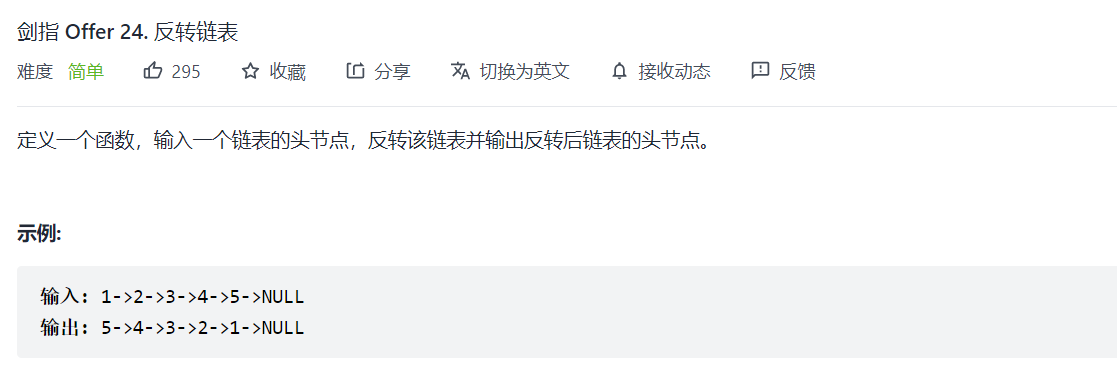 剑指 Offer 24. 反转链表
难度 简单 295 收藏 分享 切换为英文 接收动态 反馈
定义一个函数，输入一个链表的头节点，反转该链表并输出反转后链表的头节点。
示例:
输入: 1->2->3->4->5->NULL
输出: 5->4->3->2->1->NULL